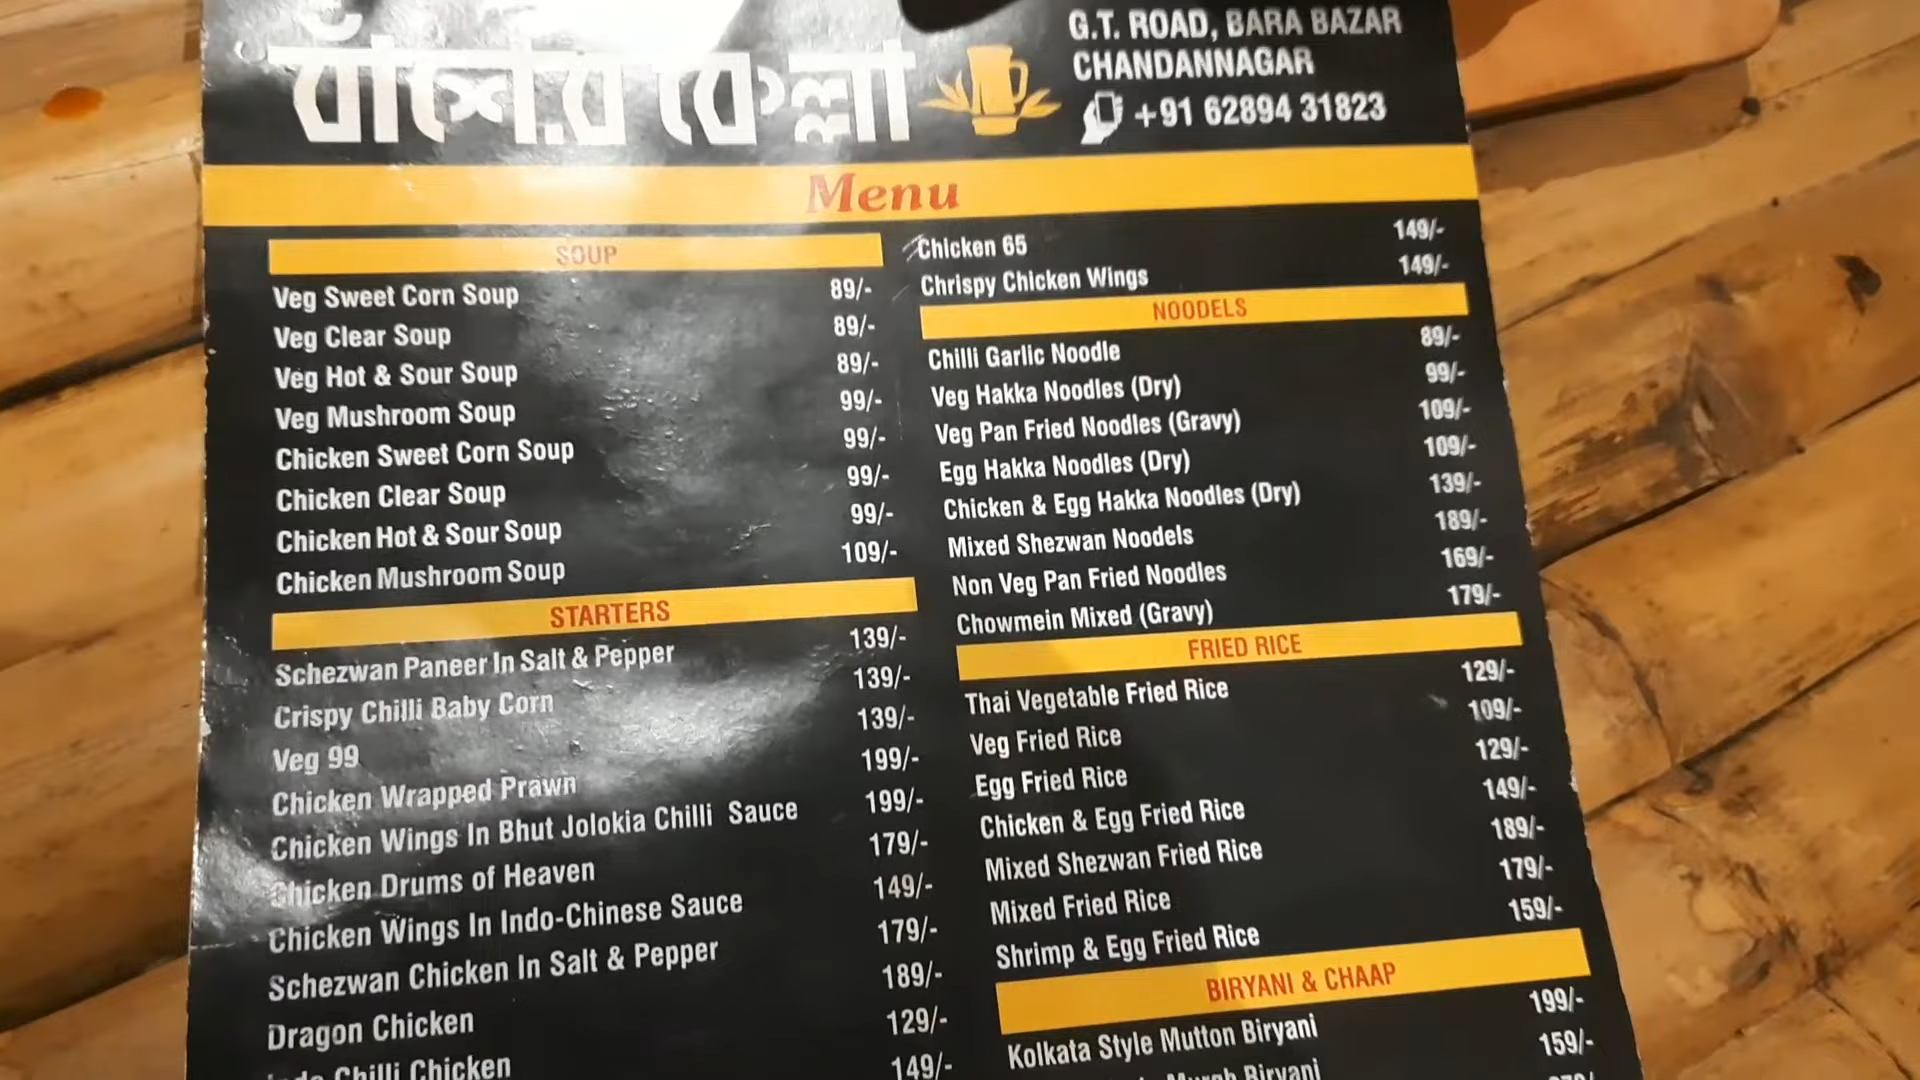 বাঁশের কেল্লা
G.T. ROAD, BARA BAZAR
CHANDANNAGAR
+91 62894 31823
Menu
SOUP
Veg Sweet Corn Soup 89/-
Veg Clear Soup 89/-
Veg Hot & Sour Soup 89/-
Veg Mushroom Soup 99/-
Chicken Sweet Corn Soup 99/-
Chicken Clear Soup 99/-
Chicken Hot & Sour Soup 99/-
Chicken Mushroom Soup 109/-
STARTERS
Schezwan Paneer In Salt & Pepper 139/-
Crispy Chilli Baby Corn 139/-
Veg 99 139/-
Chicken Wrapped Prawn 199/-
Chicken Wings In Bhut Jolokia Chilli Sauce 199/-
Chicken Drums of Heaven 179/-
Chicken Wings In Indo-Chinese Sauce 149/-
Schezwan Chicken In Salt & Pepper 179/-
Dragon Chicken 189/-
Chilli Chicken 129/-
149/-
Chicken 65 149/-
Chrispy Chicken Wings 149/-
NOODELS
Chilli Garlic Noodle 89/-
Veg Hakka Noodles (Dry) 99/-
Veg Pan Fried Noodles (Gravy) 109/-
Egg Hakka Noodles (Dry) 109/-
Chicken & Egg Hakka Noodles (Dry) 139/-
Mixed Shezwan Noodels 189/-
Non Veg Pan Fried Noodles 169/-
Chowmein Mixed (Gravy) 179/-
FRIED RICE
Thai Vegetable Fried Rice 129/-
Veg Fried Rice 109/-
Egg Fried Rice 129/-
Chicken & Egg Fried Rice 149/-
Mixed Shezwan Fried Rice 189/-
Mixed Fried Rice 179/-
Shrimp & Egg Fried Rice 159/-
BIRYANI & CHAAP
Kolkata Style Mutton Biryani 199/-
Murgh Biryani 159/-